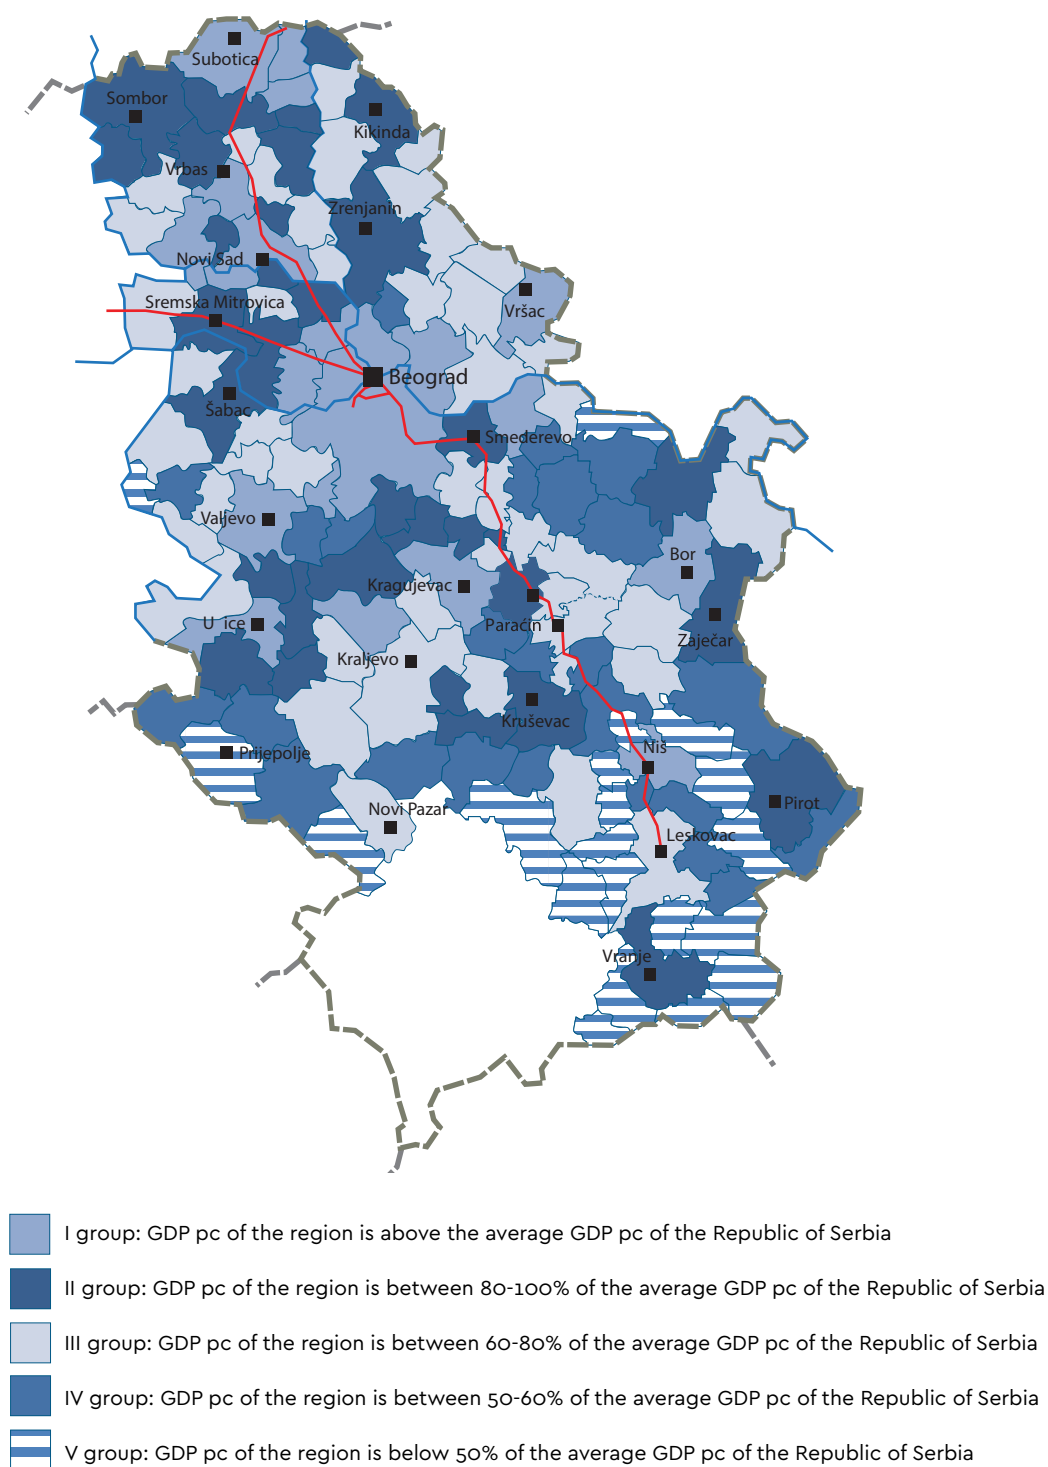 Subotica
Sombor
Kikinda
Vrbas
Zrenjanin
Novi Sad
Sremska Mitrovica
Vršac
Beograd
Šabac
Smederevo
Valjevo
Bor
Kragujevac
U ice
Paraćin
Zaječar
Kraljevo
Kruševac
Niš
Prijepolje
Pirot
Novi Pazar
Leskovac
Vranje
I group: GDP pc of the region is above the average GDP pc of the Republic of Serbia
II group: GDP pc of the region is between 80-100% of the average GDP pc of the Republic of Serbia
III group: GDP pc of the region is between 60-80% of the average GDP pc of the Republic of Serbia
IV group: GDP pc of the region is between 50-60% of the average GDP pc of the Republic of Serbia
V group: GDP pc of the region is below 50% of the average GDP pc of the Republic of Serbia